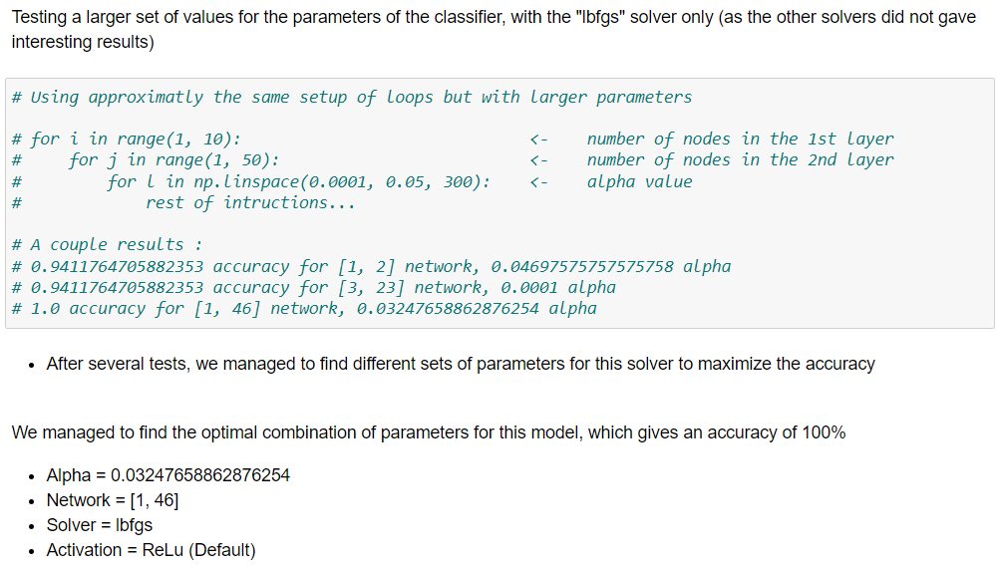 Testing a larger set of values for the parameters of the classifier, with the "lbfgs" solver only (as the other solvers did not gave
interesting results)
# Using approximatly the same setup of loops but with larger parameters
# for i in range(1, 10):                              <-    number of nodes in the 1st layer
#     for j in range(1, 50):                          <-    number of nodes in the 2nd layer
#         for l in np.linspace(0.0001, 0.05, 300):    <-    alpha value
#             rest of intructions...
# A couple results :
# 0.9411764705882353 accuracy for [1, 2] network, 0.04697575757575758 alpha
# 0.9411764705882353 accuracy for [3, 23] network, 0.0001 alpha
# 1.0 accuracy for [1, 46] network, 0.03247658862876254 alpha
• After several tests, we managed to find different sets of parameters for this solver to maximize the accuracy
We managed to find the optimal combination of parameters for this model, which gives an accuracy of 100%
• Alpha = 0.03247658862876254
• Network = [1, 46]
• Solver = lbfgs
• Activation = ReLu (Default)